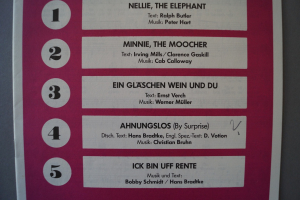 1
NELLIE, THE ELEPHANT
Text: Ralph Butler
Musik: Peter Hart
2
MINNIE, THE MOOCHER
Text: Irving Mills / Clarence Gaskill
Musik: Cab Calloway
3
EIN GLÄSCHEN WEIN UND DU
Text: Ernst Verch
Musik: Werner Müller
4
AHNUNGSLOS (By Surprise)
Dtsch. Text: Hans Bradtke, Engl. Spec.-Text: D. Votion
Musik: Christian Bruhn
5
ICK BIN UFF RENTE
Musik und Text:
Bobby Schmidt / Hans Bradtke